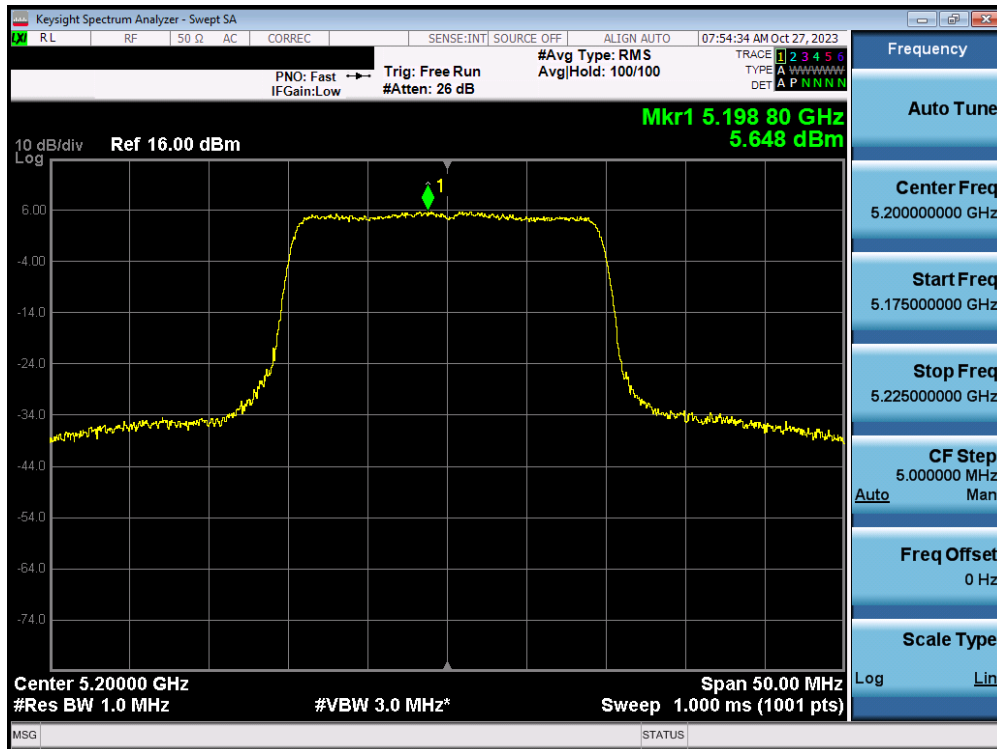 Keysight Spectrum Analyzer - Swept SA
LXI RL RF 50 Ω AC CORREC SENSE:INT SOURCE OFF ALIGN AUTO 07:54:34 AM Oct 27, 2023
PNO: Fast
IFGain:Low
Trig: Free Run
#Atten: 26 dB
#Avg Type: RMS
Avg|Hold: 100/100
TRACE 1 2 3 4 5 6
TYPE A WWWWW
DET A P N N N N
Mkr1 5.198 80 GHz
5.648 dBm
10 dB/div Ref 16.00 dBm
Log
1
6.00
-4.00
-14.0
-24.0
-34.0
-44.0
-54.0
-64.0
-74.0
Center 5.20000 GHz Span 50.00 MHz
#Res BW 1.0 MHz #VBW 3.0 MHz* Sweep 1.000 ms (1001 pts)
MSG STATUS
Frequency
Auto Tune
Center Freq
5.200000000 GHz
Start Freq
5.175000000 GHz
Stop Freq
5.225000000 GHz
CF Step
5.000000 MHz
Auto Man
Freq Offset
0 Hz
Scale Type
Log Lin